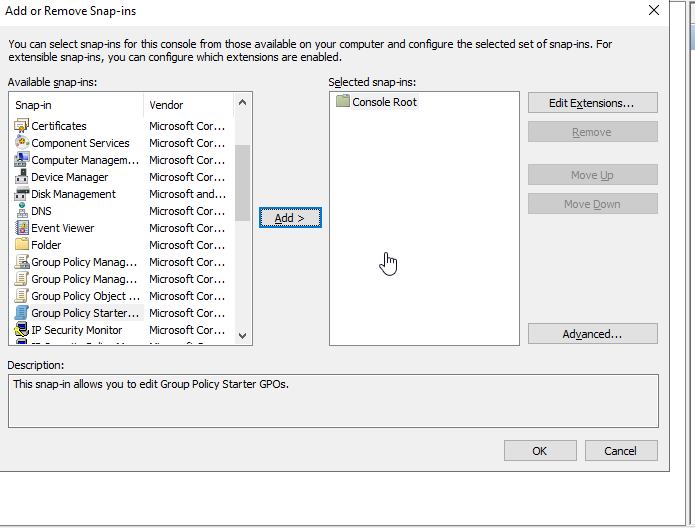 Add or Remove Snap-ins
You can select snap-ins for this console from those available on your computer and configure the selected set of snap-ins. For
extensible snap-ins, you can configure which extensions are enabled.
Available snap-ins:
Snap-in Vendor
Certificates Microsoft Cor...
Component Services Microsoft Cor...
Computer Managem... Microsoft Cor...
Device Manager Microsoft Cor...
Disk Management Microsoft and...
DNS Microsoft Cor...
Event Viewer Microsoft Cor...
Folder Microsoft Cor...
Group Policy Manag... Microsoft Cor...
Group Policy Manag... Microsoft Cor...
Group Policy Object ... Microsoft Cor...
Group Policy Starter... Microsoft Cor...
IP Security Monitor Microsoft Cor...
Add >
Selected snap-ins:
Console Root
Edit Extensions...
Remove
Move Up
Move Down
Advanced...
Description:
This snap-in allows you to edit Group Policy Starter GPOs.
OK
Cancel